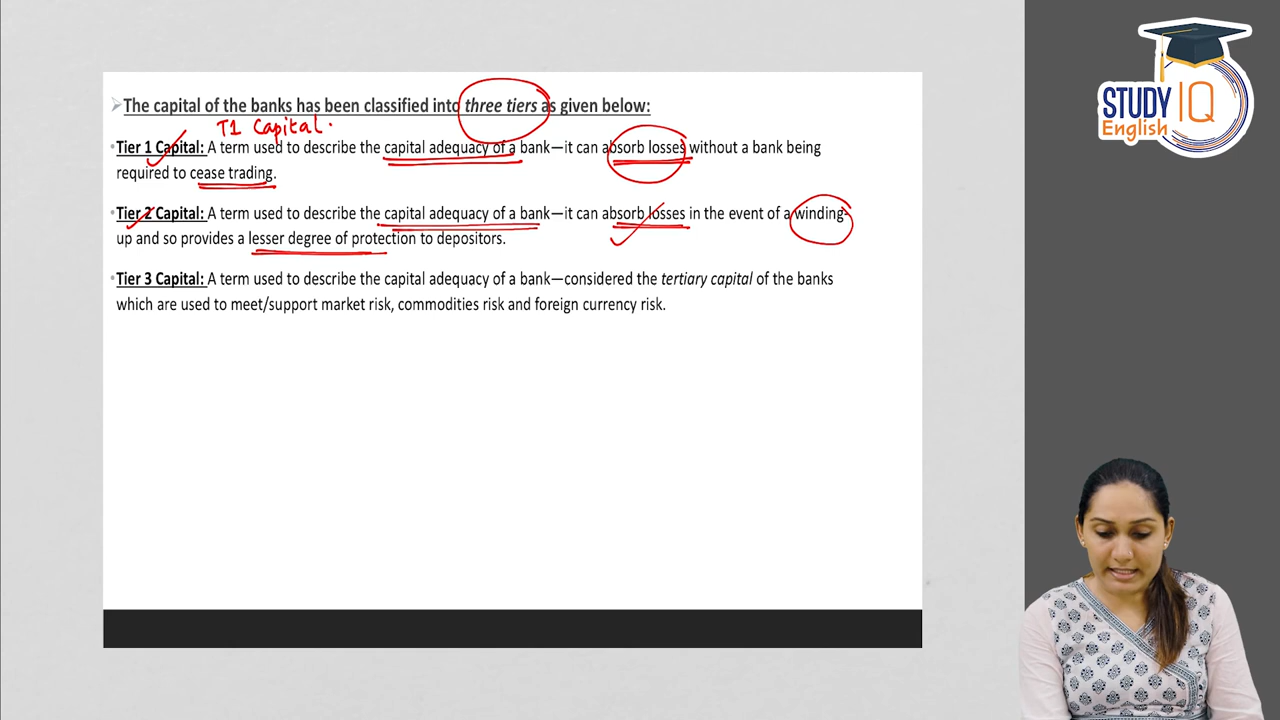 STUDY IQ
English
➢The capital of the banks has been classified into three tiers as given below:
T1 Capital.
•Tier 1 Capital: A term used to describe the capital adequacy of a bank—it can absorb losses without a bank being
required to cease trading.
•Tier 2 Capital: A term used to describe the capital adequacy of a bank—it can absorb losses in the event of a winding-
up and so provides a lesser degree of protection to depositors.
•Tier 3 Capital: A term used to describe the capital adequacy of a bank—considered the tertiary capital of the banks
which are used to meet/support market risk, commodities risk and foreign currency risk.